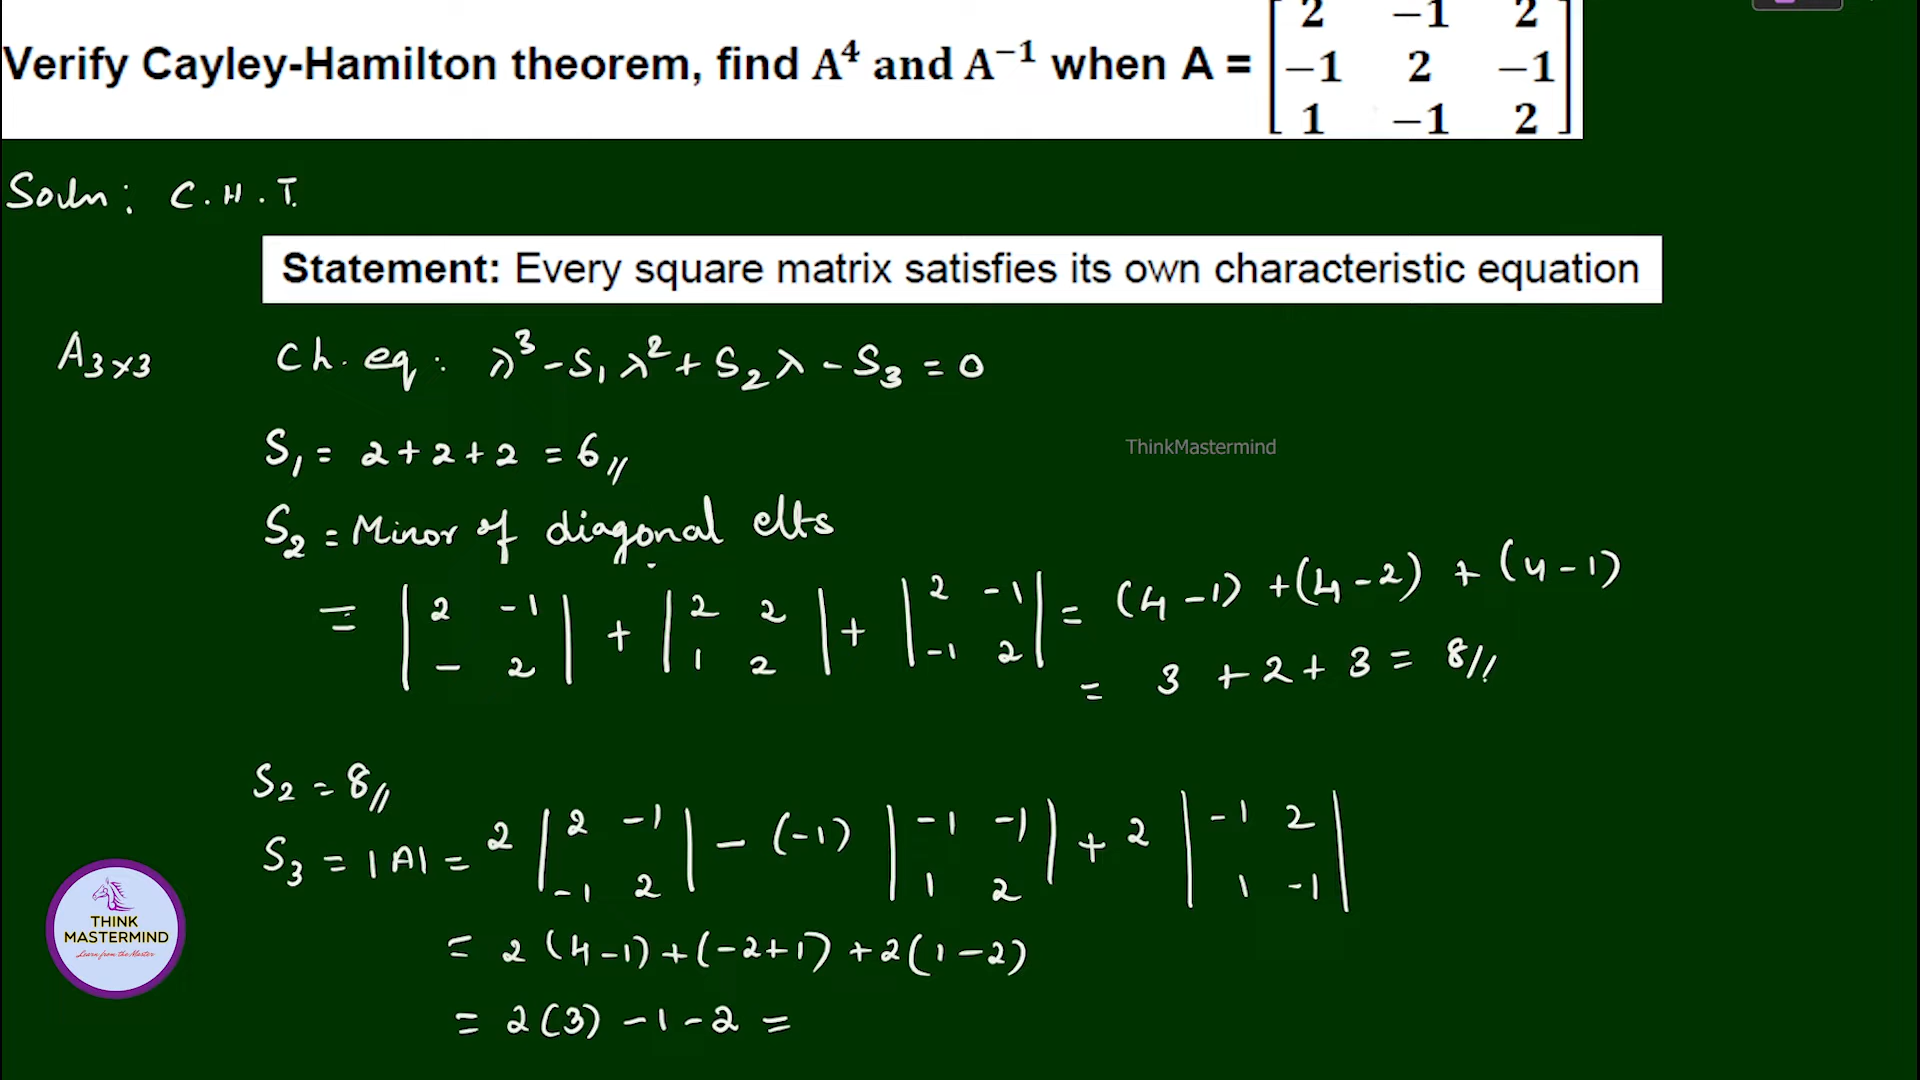 Verify Cayley-Hamilton theorem, find A⁴ and A⁻¹ when A = [2 −1 2
−1 2 −1
1 −1 2]
Soln: C.H.T.
Statement: Every square matrix satisfies its own characteristic equation
A₃ₓ₃ Ch. eq: λ³ - S₁λ² + S₂λ - S₃ = 0
S₁ = 2+2+2 = 6//
ThinkMastermind
S₂ = Minor of diagonal elts
= |2 -1| + |2 2| + |2 -1| = (4-1) + (4-2) + (4-1)
|- 2| |1 2| |-1 2|
= 3 + 2 + 3 = 8//
S₂ = 8//
S₃ = |A| = 2 |2 -1| - (-1) |-1 -1| + 2 |-1 2|
|-1 2| |1 2| |1 -1|
= 2(4-1) + (-2+1) + 2(1-2)
= 2(3) -1 -2 =
THINK
MASTERMIND
Learn from the Master